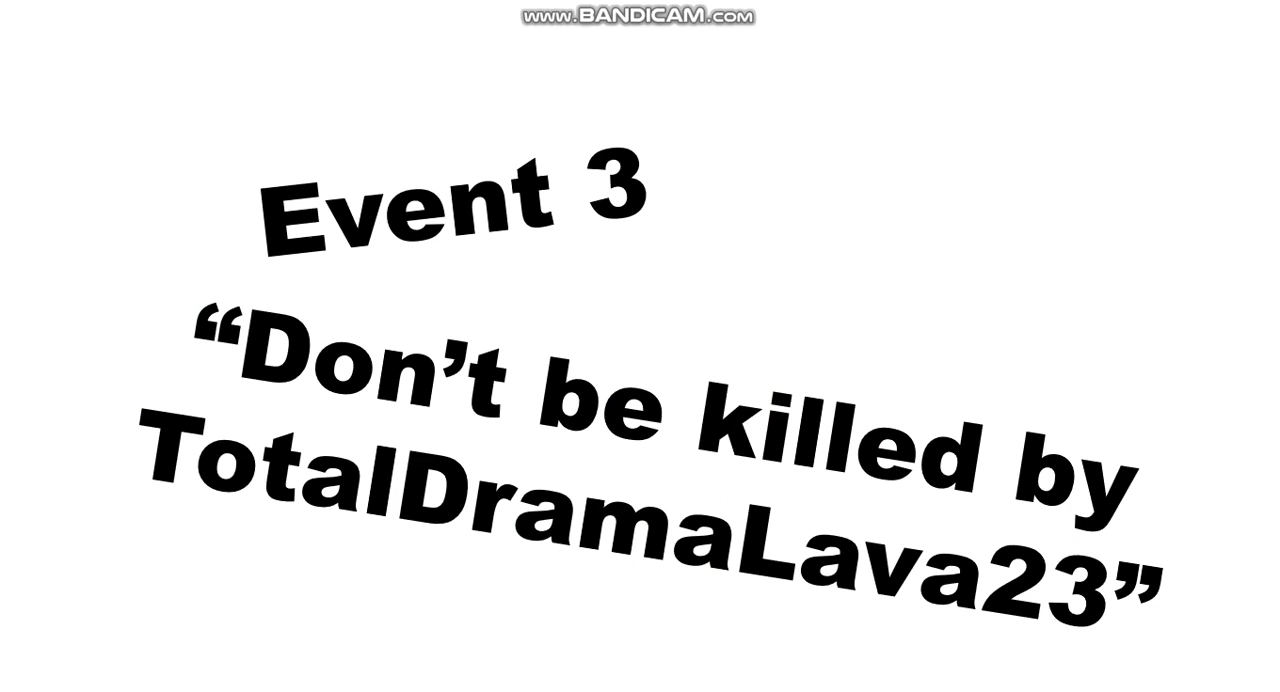 www.BANDICAM.com
Event 3
“Don’t be killed by
TotalDramaLava23”